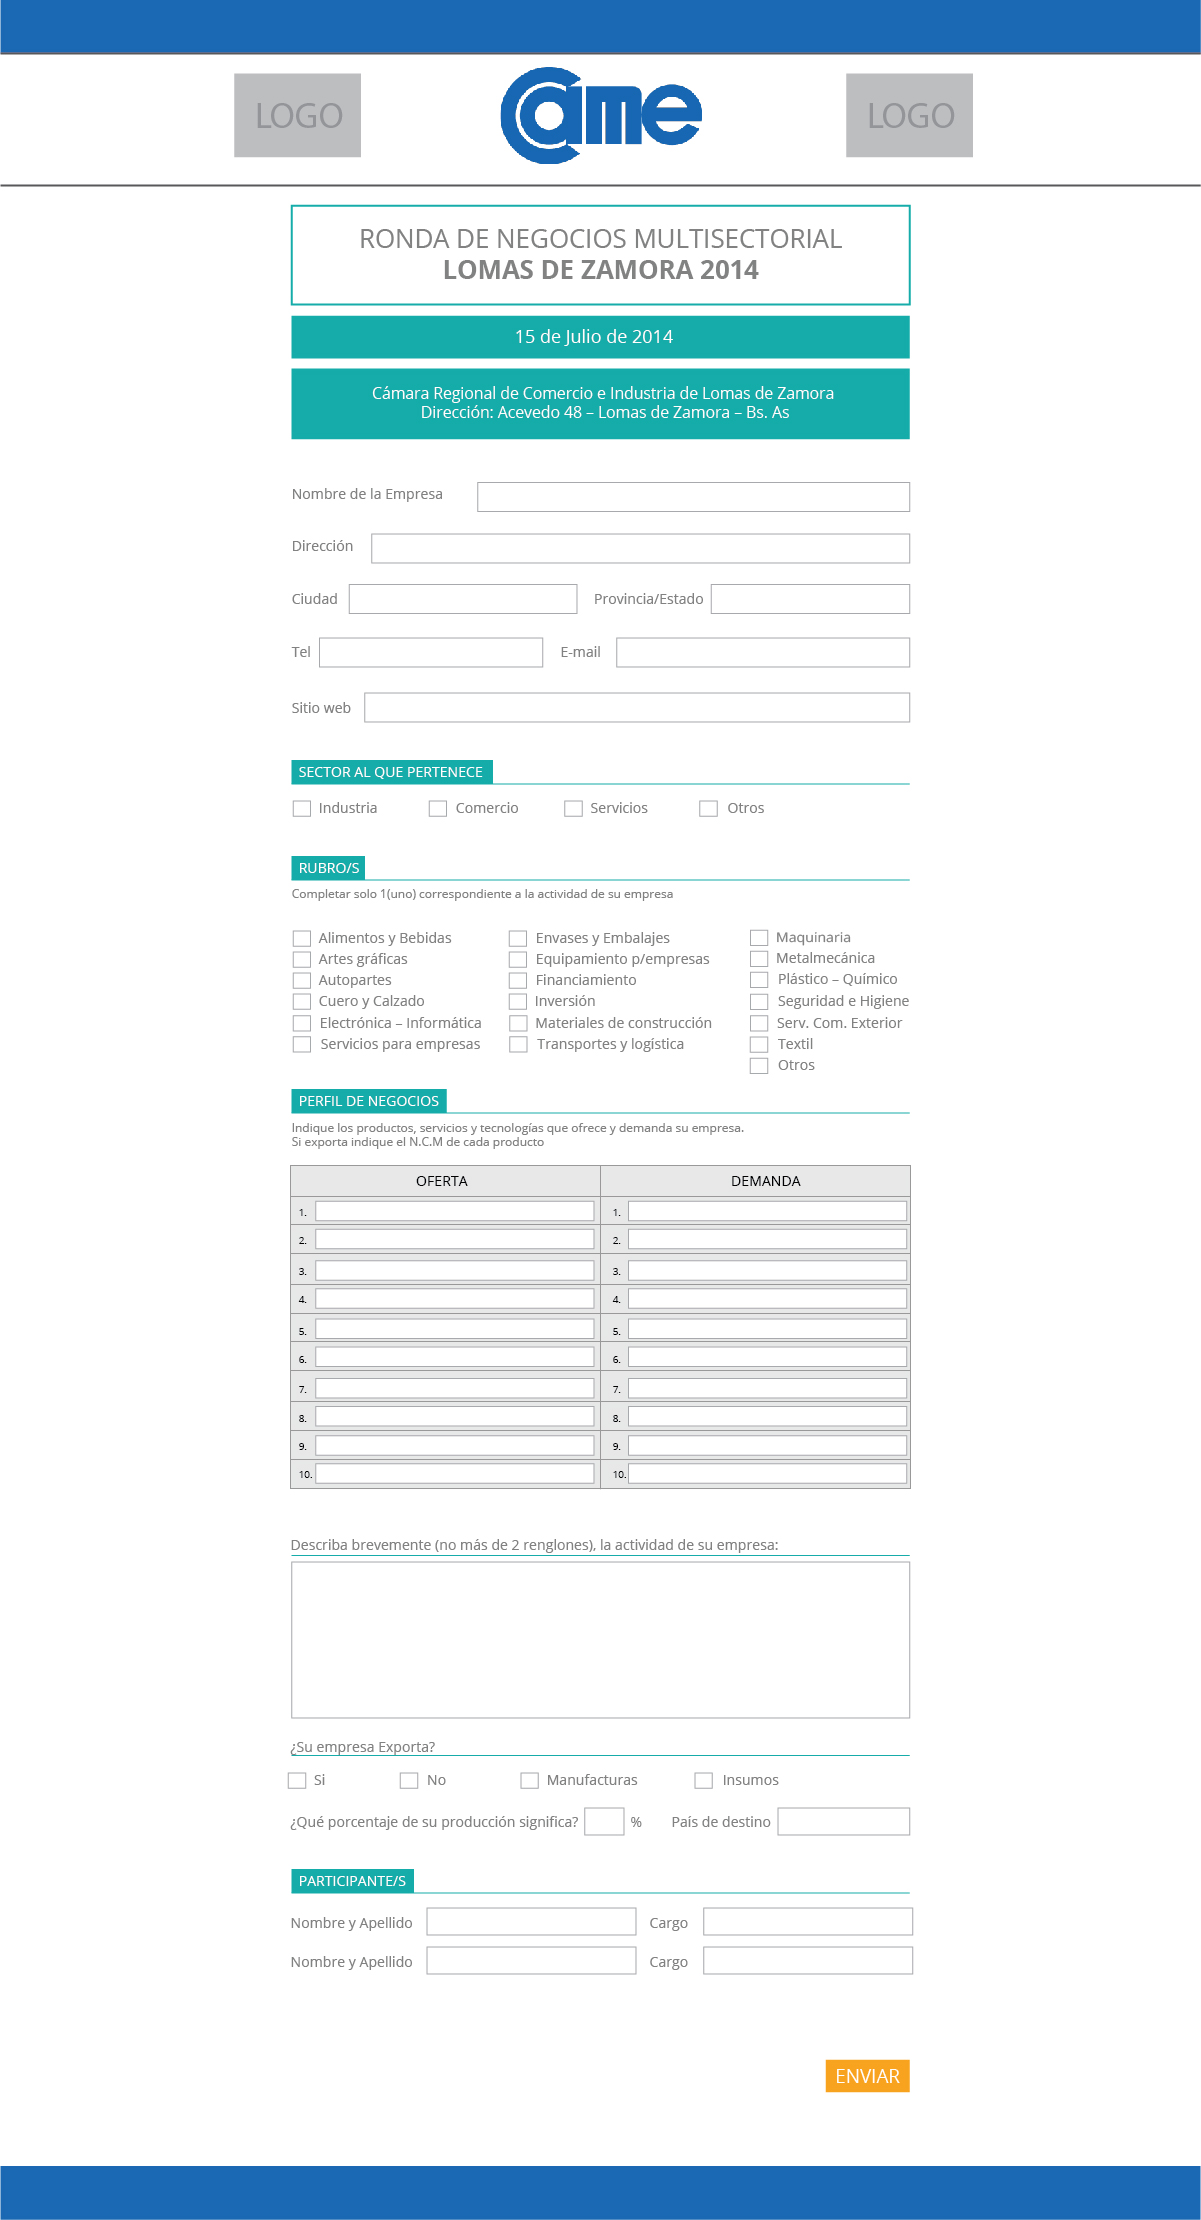 LOGO
Came
LOGO
RONDA DE NEGOCIOS MULTISECTORIAL
LOMAS DE ZAMORA 2014
15 de Julio de 2014
Cámara Regional de Comercio e Industria de Lomas de Zamora
Dirección: Acevedo 48 – Lomas de Zamora – Bs. As
Nombre de la Empresa
Dirección
Ciudad Provincia/Estado
Tel E-mail
Sitio web
SECTOR AL QUE PERTENECE
Industria Comercio Servicios Otros
RUBRO/S
Completar solo 1(uno) correspondiente a la actividad de su empresa
Alimentos y Bebidas Envases y Embalajes Maquinaria
Artes gráficas Equipamiento p/empresas Metalmecánica
Autopartes Financiamiento Plástico – Químico
Cuero y Calzado Inversión Seguridad e Higiene
Electrónica – Informática Materiales de construcción Serv. Com. Exterior
Servicios para empresas Transportes y logística Textil
Otros
PERFIL DE NEGOCIOS
Indique los productos, servicios y tecnologías que ofrece y demanda su empresa.
Si exporta indique el N.C.M de cada producto
OFERTA DEMANDA
1. 1.
2. 2.
3. 3.
4. 4.
5. 5.
6. 6.
7. 7.
8. 8.
9. 9.
10. 10.
Describa brevemente (no más de 2 renglones), la actividad de su empresa:
¿Su empresa Exporta?
Si No Manufacturas Insumos
¿Qué porcentaje de su producción significa? % País de destino
PARTICIPANTE/S
Nombre y Apellido Cargo
Nombre y Apellido Cargo
ENVIAR